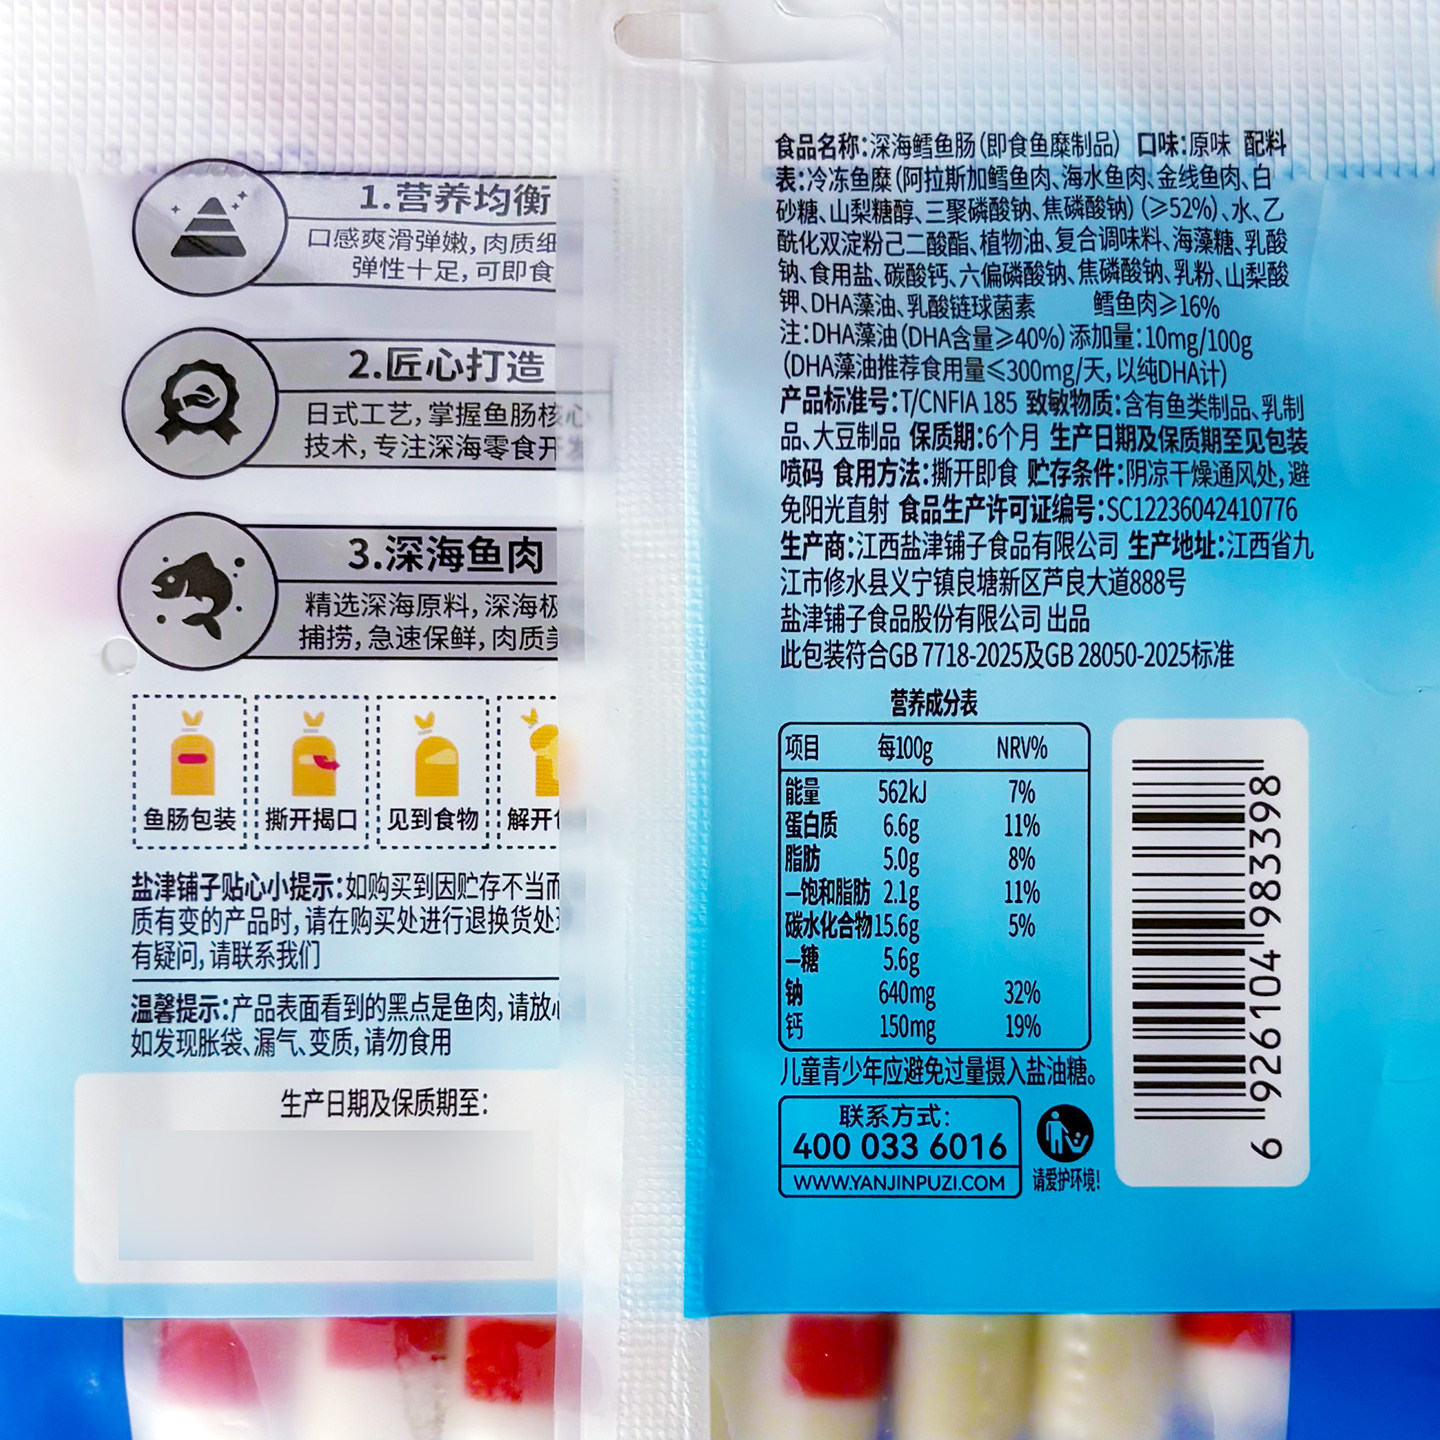 1.营养均衡
口感爽滑弹嫩,肉质细
弹性十足,可即食
2.匠心打造
日式工艺,掌握鱼肠核心
技术,专注深海零食开发
3.深海鱼肉
精选深海原料,深海极
捕捞,急速保鲜,肉质美
鱼肠包装 撕开揭口 见到食物 解开
盐津铺子贴心小提示:如购买到因贮存不当而
质有变的产品时,请在购买处进行退换货处
有疑问,请联系我们
温馨提示:产品表面看到的黑点是鱼肉,请放心
如发现胀袋、漏气、变质,请勿食用
生产日期及保质期至:
食品名称:深海鳕鱼肠(即食鱼糜制品) 口味:原味 配料
表:冷冻鱼糜(阿拉斯加鳕鱼肉、海水鱼肉、金线鱼肉、白
砂糖、山梨糖醇、三聚磷酸钠、焦磷酸钠)(≥52%)、水、乙
酰化双淀粉己二酸酯、植物油、复合调味料、海藻糖、乳酸
钠、食用盐、碳酸钙、六偏磷酸钠、焦磷酸钠、乳粉、山梨酸
钾、DHA藻油、乳酸链球菌素 鳕鱼肉≥16%
注:DHA藻油(DHA含量≥40%)添加量:10mg/100g
(DHA藻油推荐食用量≤300mg/天,以纯DHA计)
产品标准号:T/CNFIA 185 致敏物质:含有鱼类制品、乳制
品、大豆制品 保质期:6个月 生产日期及保质期至见包装
喷码 食用方法:撕开即食 贮存条件:阴凉干燥通风处,避
免阳光直射 食品生产许可证编号:SC12236042410776
生产商:江西盐津铺子食品有限公司 生产地址:江西省九
江市修水县义宁镇良塘新区芦良大道888号
盐津铺子食品股份有限公司 出品
此包装符合GB 7718-2025及GB 28050-2025标准
营养成分表
项目 每100g NRV%
能量 562kJ 7%
蛋白质 6.6g 11%
脂肪 5.0g 8%
—饱和脂肪 2.1g 11%
碳水化合物 15.6g 5%
—糖 5.6g
钠 640mg 32%
钙 150mg 19%
儿童青少年应避免过量摄入盐油糖。
联系方式:
400 033 6016
WWW.YANJINPUZI.COM
请爱护环境!
6 926104 983398